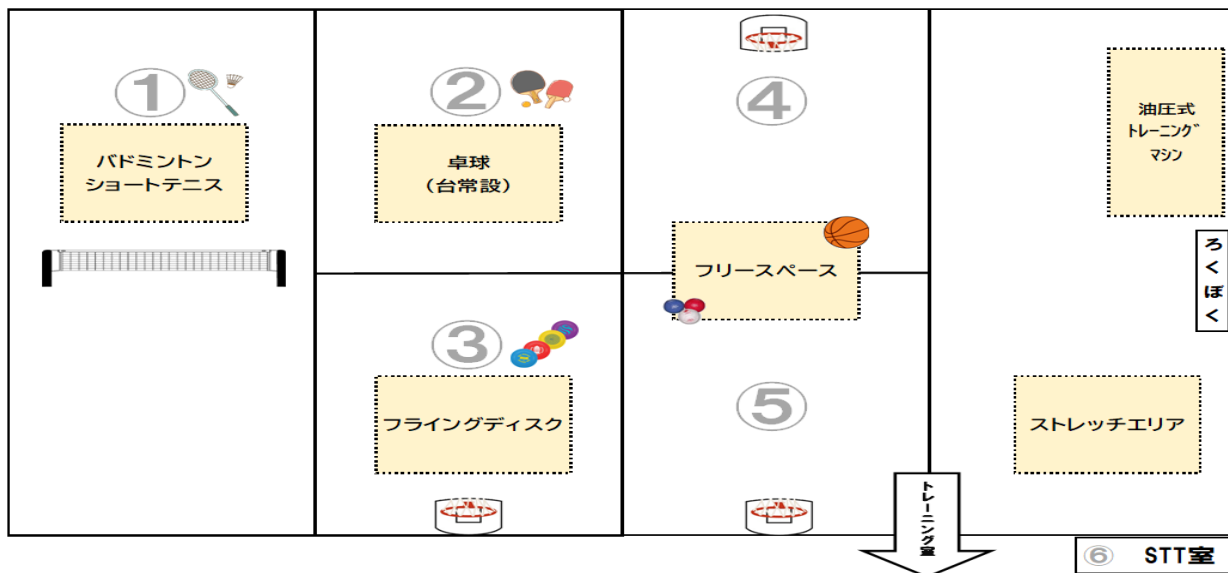 ①
バドミントン
ショートテニス
②
卓球
（台常設）
③
フライングディスク
④
フリースペース
⑤
油圧式
トレーニング
マシン
ろくぼく
ストレッチエリア
トレーニング室
⑥ STT室